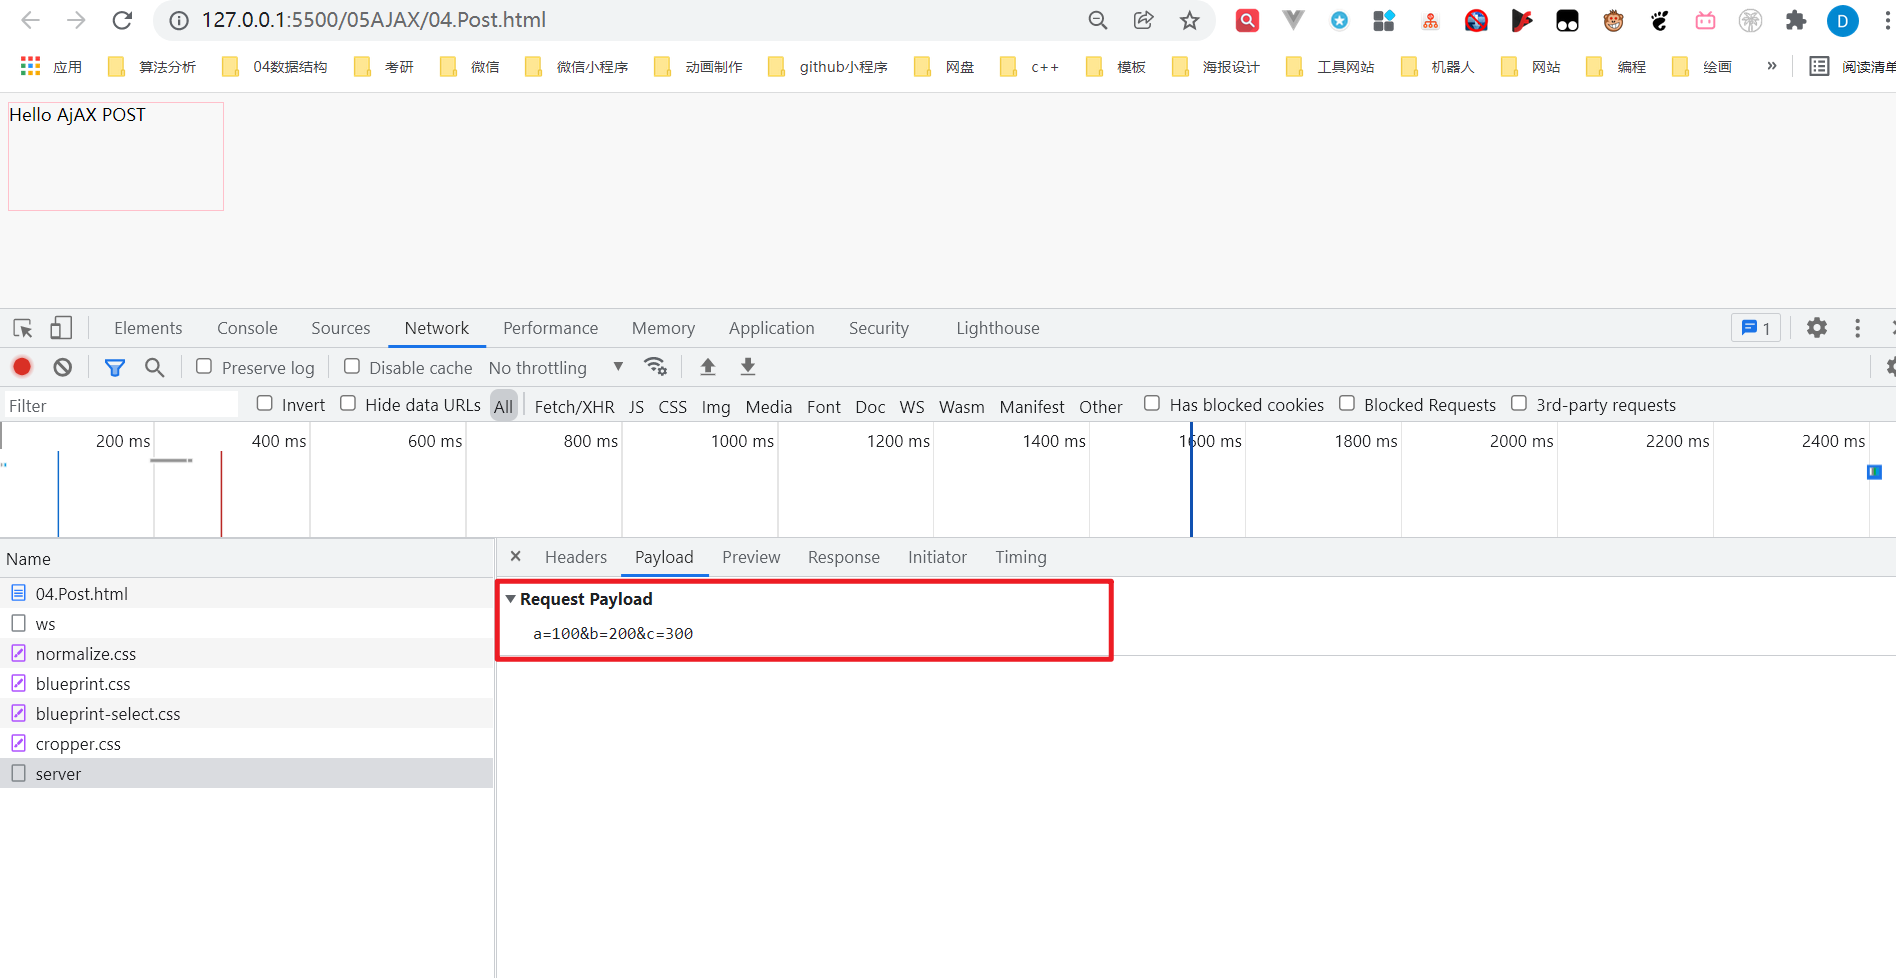 127.0.0.1:5500/05AJAX/04.Post.html
D
应用 算法分析 04数据结构 考研 微信 微信小程序 动画制作 github小程序 网盘 c++ 模板 海报设计 工具网站 机器人 网站 编程 绘画 » 阅读清单
Hello AjAX POST
Elements Console Sources Network Performance Memory Application Security Lighthouse 1
Preserve log Disable cache No throttling
Filter Invert Hide data URLs All Fetch/XHR JS CSS Img Media Font Doc WS Wasm Manifest Other Has blocked cookies Blocked Requests 3rd-party requests
200 ms 400 ms 600 ms 800 ms 1000 ms 1200 ms 1400 ms 1600 ms 1800 ms 2000 ms 2200 ms 2400 ms
Name
Headers Payload Preview Response Initiator Timing
04.Post.html
ws
normalize.css
blueprint.css
blueprint-select.css
cropper.css
server
Request Payload
a=100&b=200&c=300